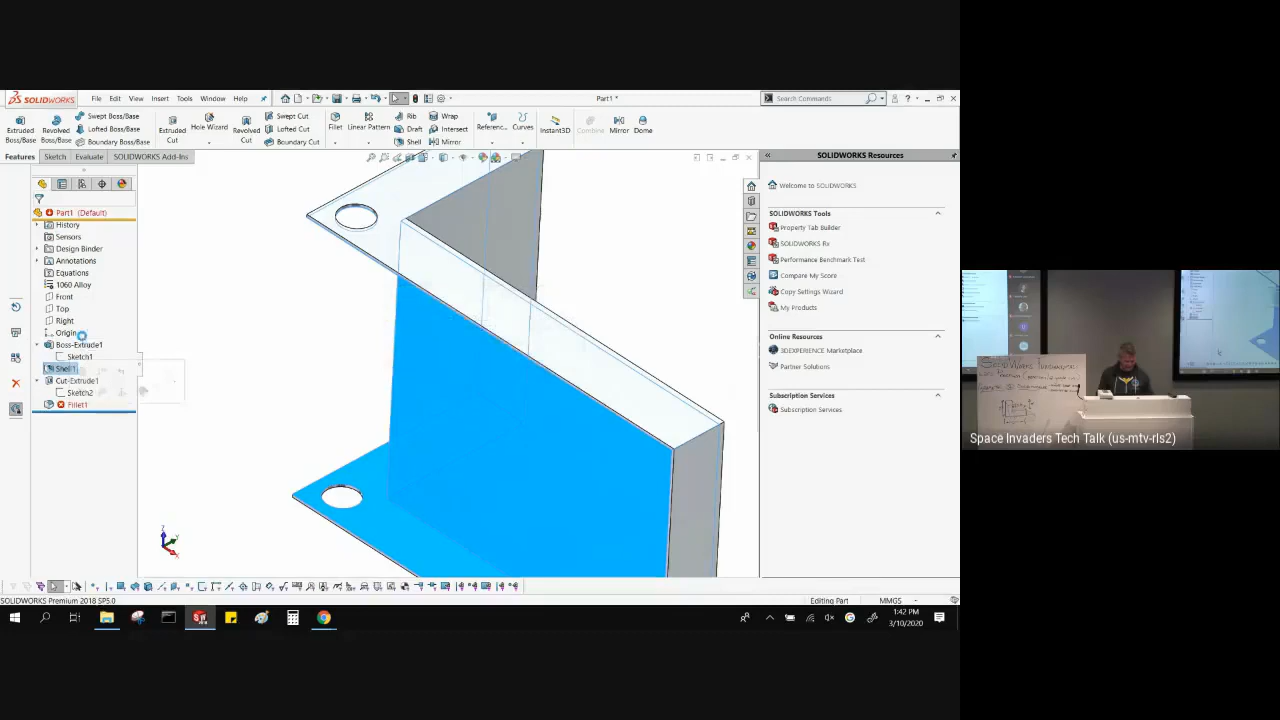 SOLIDWORKS File Edit View Insert Tools Window Help Part1 * Search Commands
Extruded Boss/Base Revolved Boss/Base Swept Boss/Base Lofted Boss/Base Boundary Boss/Base Extruded Cut Hole Wizard Revolved Cut Swept Cut Lofted Cut Boundary Cut Fillet Linear Pattern Rib Draft Shell Wrap Intersect Mirror Referenc... Curves Instant3D Combine Mirror Dome
Features Sketch Evaluate SOLIDWORKS Add-Ins
Part1 (Default)
History
Sensors
Design Binder
Annotations
Equations
1060 Alloy
Front
Top
Right
Origin
Boss-Extrude1
Sketch1
Shell1
Cut-Extrude1
Sketch2
Fillet1
SOLIDWORKS Resources
Welcome to SOLIDWORKS
SOLIDWORKS Tools
Property Tab Builder
SOLIDWORKS Rx
Performance Benchmark Test
Compare My Score
Copy Settings Wizard
My Products
Online Resources
3DEXPERIENCE Marketplace
Partner Solutions
Subscription Services
Subscription Services
Z
Y
X
SOLIDWORKS Premium 2018 SP5.0 Editing Part MMGS
1:42 PM
3/10/2020
Space Invaders Tech Talk (us-mtv-rls2)